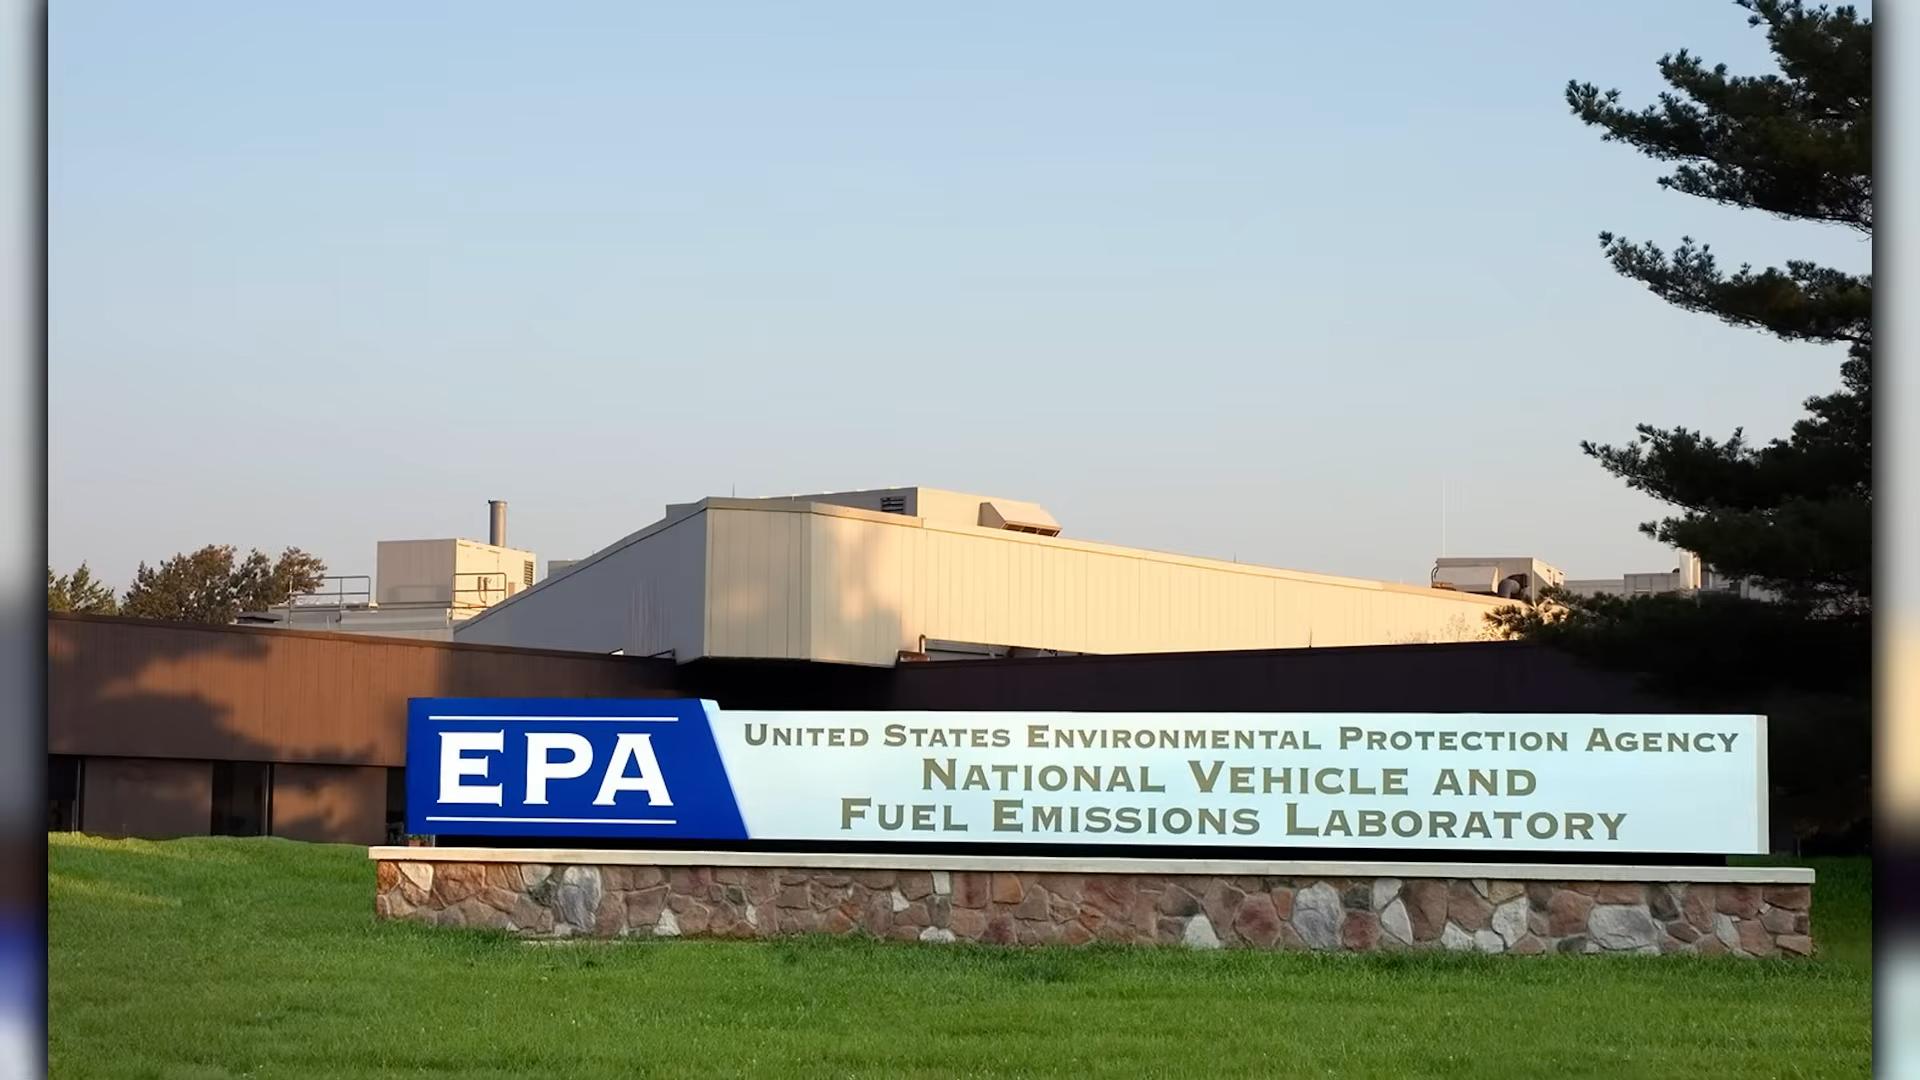 EPA
United States Environmental Protection Agency
National Vehicle and
Fuel Emissions Laboratory